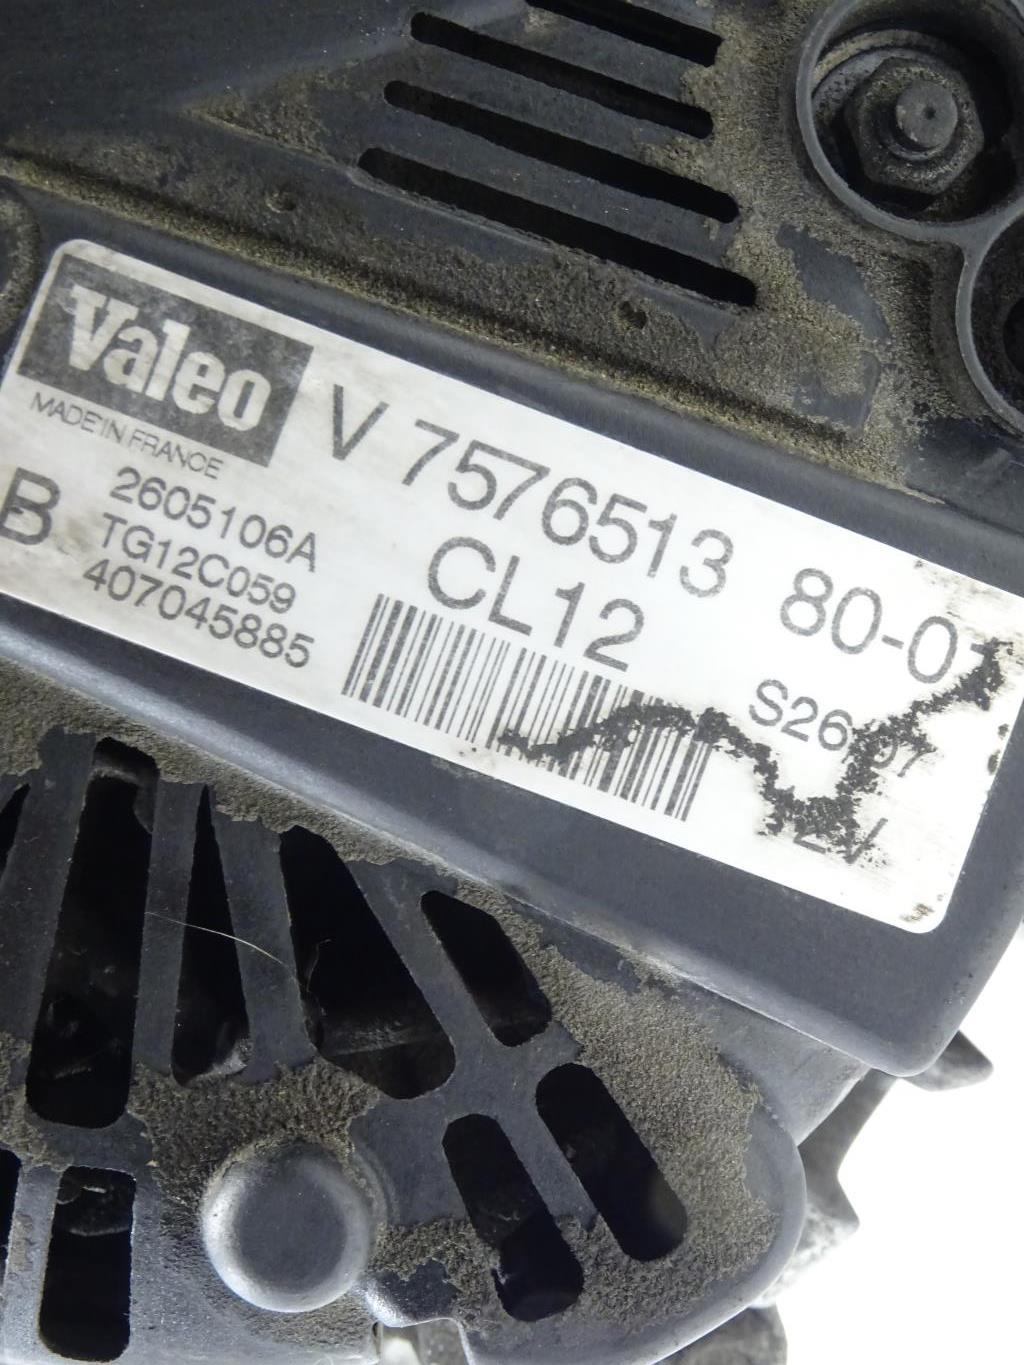 Valeo
MADE IN FRANCE
V 7576513 80-0
B
2605106A
TG12C059
407045885
CL12
S26